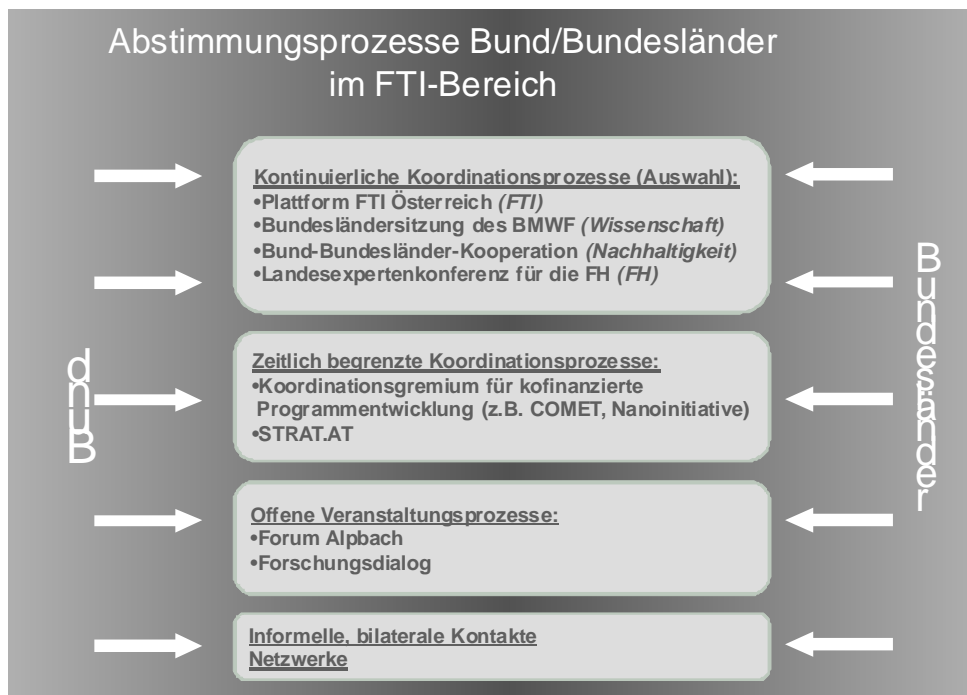 Abstimmungsprozesse Bund/Bundesländer
im FTI-Bereich
Kontinuierliche Koordinationsprozesse (Auswahl):
•Plattform FTI Österreich (FTI)
•Bundesländersitzung des BMWF (Wissenschaft)
•Bund-Bundesländer-Kooperation (Nachhaltigkeit)
•Landesexpertenkonferenz für die FH (FH)
Zeitlich begrenzte Koordinationsprozesse:
•Koordinationsgremium für kofinanzierte
Programmentwicklung (z.B. COMET, Nanoinitiative)
•STRAT.AT
Offene Veranstaltungsprozesse:
•Forum Alpbach
•Forschungsdialog
Informelle, bilaterale Kontakte
Netzwerke
Bund
Bundesländer